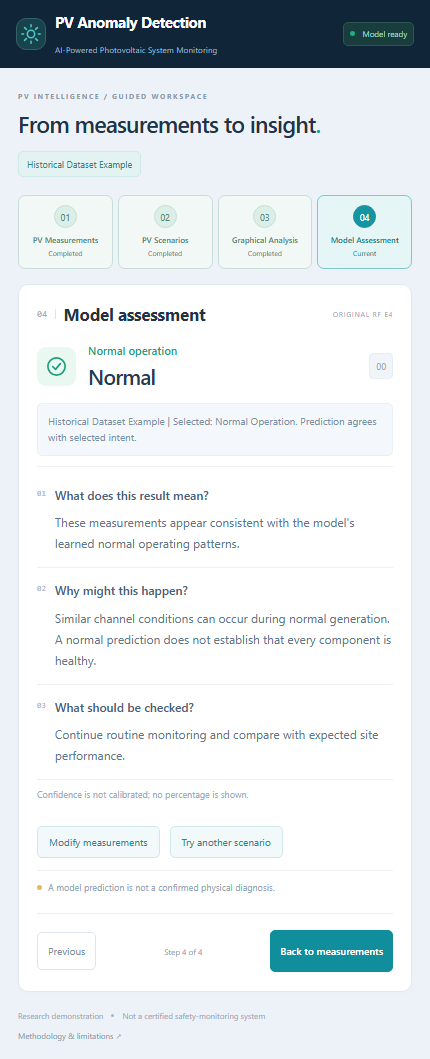 PV Anomaly Detection
AI-Powered Photovoltaic System Monitoring
Model ready
PV INTELLIGENCE / GUIDED WORKSPACE
From measurements to insight.
Historical Dataset Example
01
PV Measurements
Completed
02
PV Scenarios
Completed
03
Graphical Analysis
Completed
04
Model Assessment
Current
04 | Model assessment
ORIGINAL RF E4
Normal operation
Normal
00
Historical Dataset Example | Selected: Normal Operation. Prediction agrees
with selected intent.
01 What does this result mean?
These measurements appear consistent with the model's
learned normal operating patterns.
02 Why might this happen?
Similar channel conditions can occur during normal generation.
A normal prediction does not establish that every component is
healthy.
03 What should be checked?
Continue routine monitoring and compare with expected site
performance.
Confidence is not calibrated; no percentage is shown.
Modify measurements
Try another scenario
A model prediction is not a confirmed physical diagnosis.
Previous
Step 4 of 4
Back to measurements
Research demonstration • Not a certified safety-monitoring system
Methodology & limitations ↗